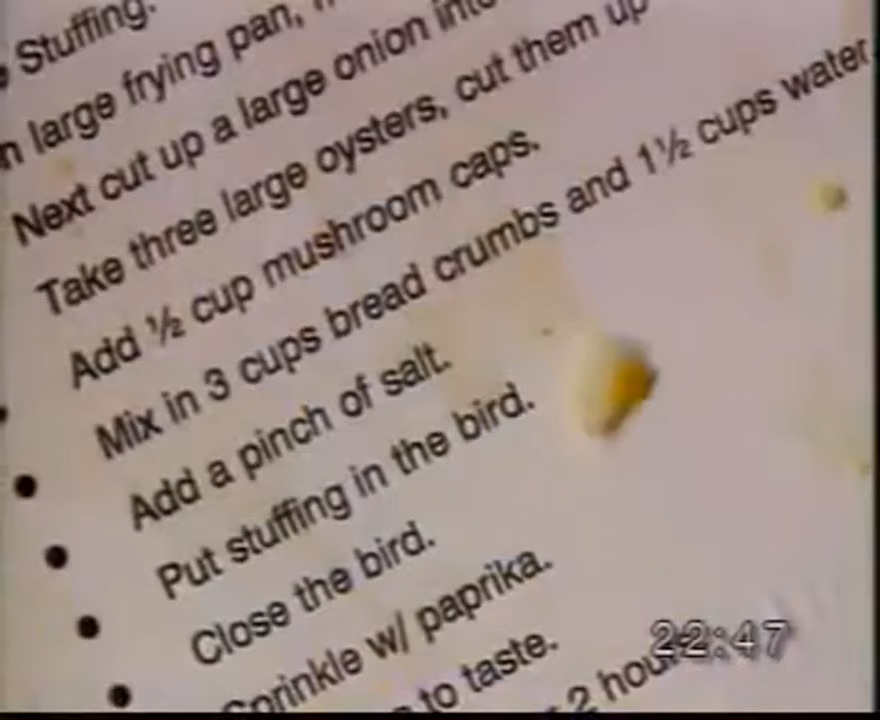 Stuffing.
large frying pan,
Next cut up a large onion into
Take three large oysters, cut them up
Add ½ cup mushroom caps.
Mix in 3 cups bread crumbs and 1½ cups water
Add a pinch of salt.
Put stuffing in the bird.
Close the bird.
Sprinkle w/ paprika.
to taste.
2 hour
22:47